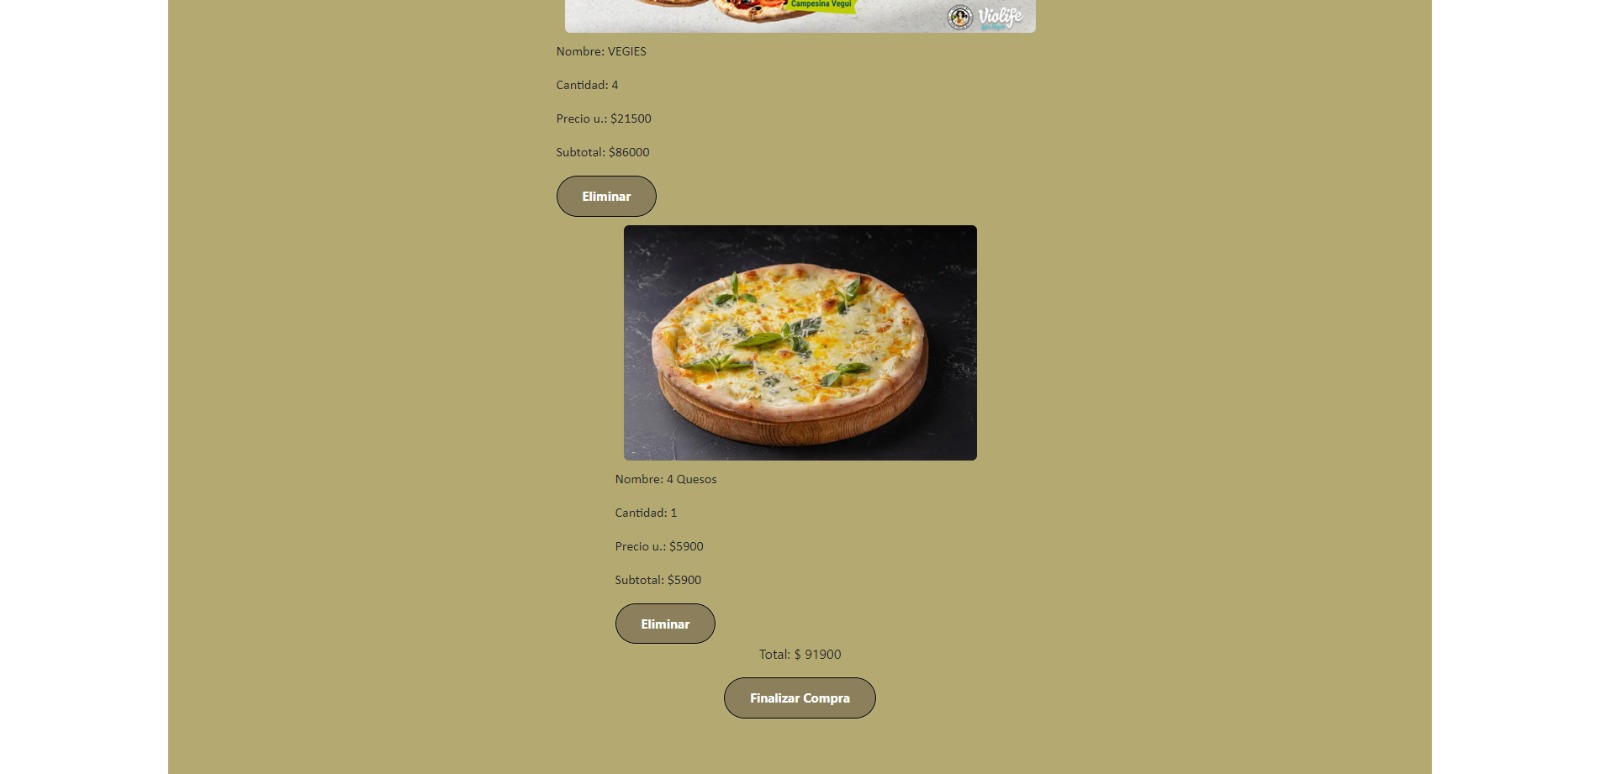 Campesina Vegui
Violife
Nombre: VEGIES
Cantidad: 4
Precio u.: $21500
Subtotal: $86000
Eliminar
Nombre: 4 Quesos
Cantidad: 1
Precio u.: $5900
Subtotal: $5900
Eliminar
Total: $ 91900
Finalizar Compra